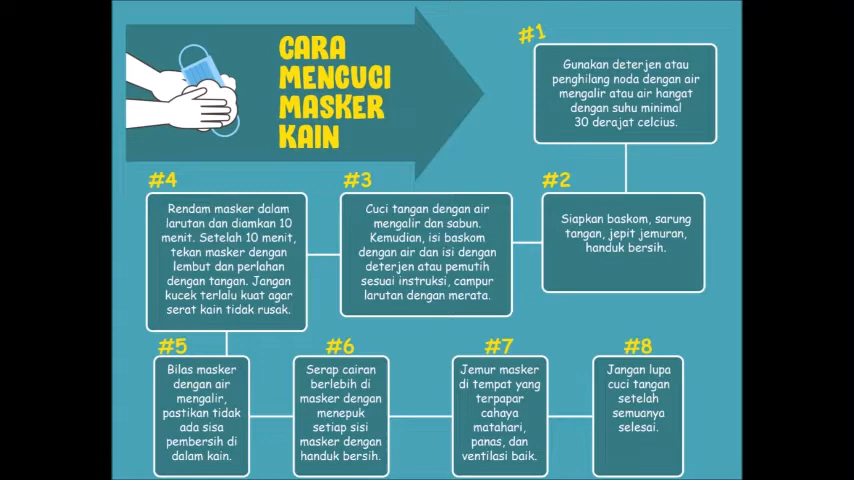 CARA
MENCUCI
MASKER
KAIN
#1
Gunakan deterjen atau
penghilang noda dengan air
mengalir atau air hangat
dengan suhu minimal
30 derajat celcius.
#2
Siapkan baskom, sarung
tangan, jepit jemuran,
handuk bersih.
#3
Cuci tangan dengan air
mengalir dan sabun.
Kemudian, isi baskom
dengan air dan isi dengan
deterjen atau pemutih
sesuai instruksi, campur
larutan dengan merata.
#4
Rendam masker dalam
larutan dan diamkan 10
menit. Setelah 10 menit,
tekan masker dengan
lembut dan perlahan
dengan tangan. Jangan
kucek terlalu kuat agar
serat kain tidak rusak.
#5
Bilas masker
dengan air
mengalir,
pastikan tidak
ada sisa
pembersih di
dalam kain.
#6
Serap cairan
berlebih di
masker dengan
menepuk
setiap sisi
masker dengan
handuk bersih.
#7
Jemur masker
di tempat yang
terpapar
cahaya
matahari,
panas, dan
ventilasi baik.
#8
Jangan lupa
cuci tangan
setelah
semuanya
selesai.